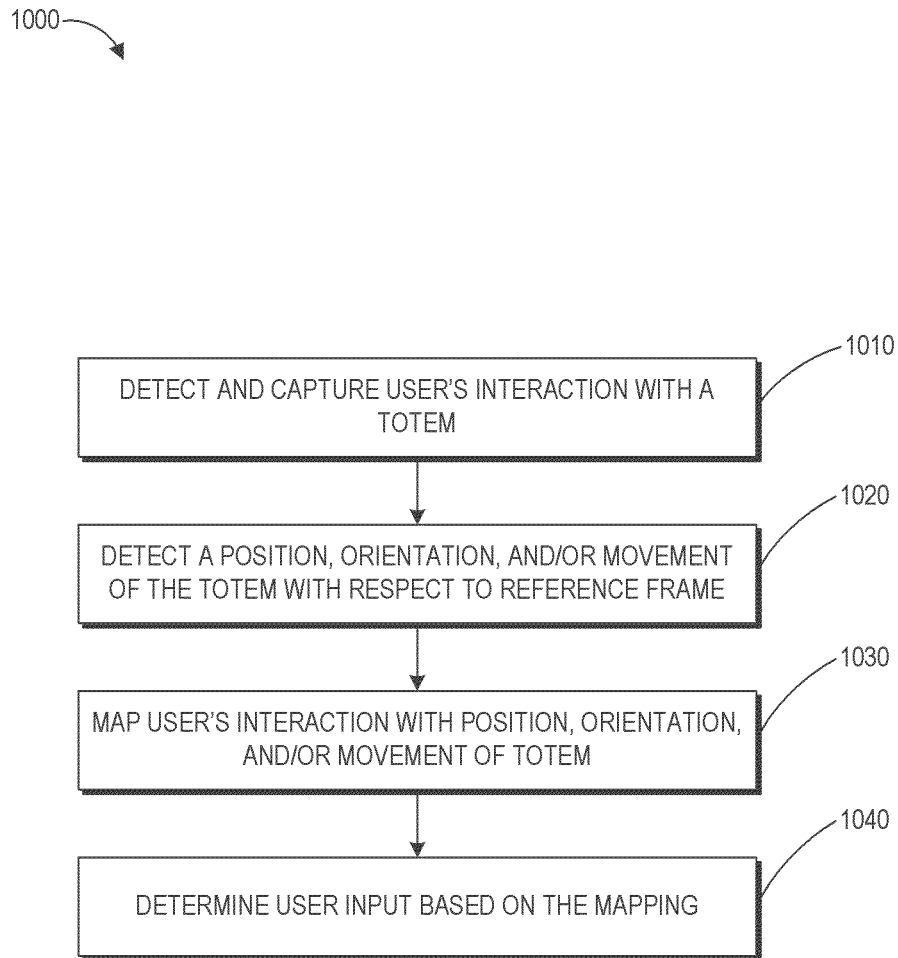 1000
1010
DETECT AND CAPTURE USER'S INTERACTION WITH A
TOTEM
1020
DETECT A POSITION, ORIENTATION, AND/OR MOVEMENT
OF THE TOTEM WITH RESPECT TO REFERENCE FRAME
1030
MAP USER'S INTERACTION WITH POSITION, ORIENTATION,
AND/OR MOVEMENT OF TOTEM
1040
DETERMINE USER INPUT BASED ON THE MAPPING